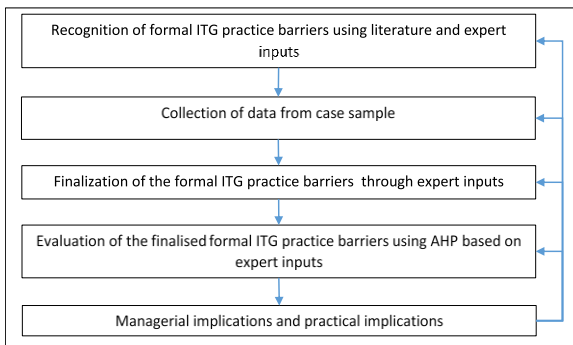 Recognition of formal ITG practice barriers using literature and expert
inputs
Collection of data from case sample
Finalization of the formal ITG practice barriers through expert inputs
Evaluation of the finalised formal ITG practice barriers using AHP based on
expert inputs
Managerial implications and practical implications